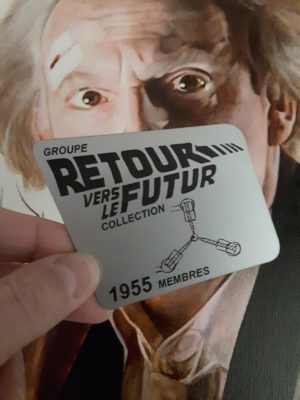 GROUPE
RETOUR
VERS
LE FUTUR
COLLECTION
1955 MEMBRES